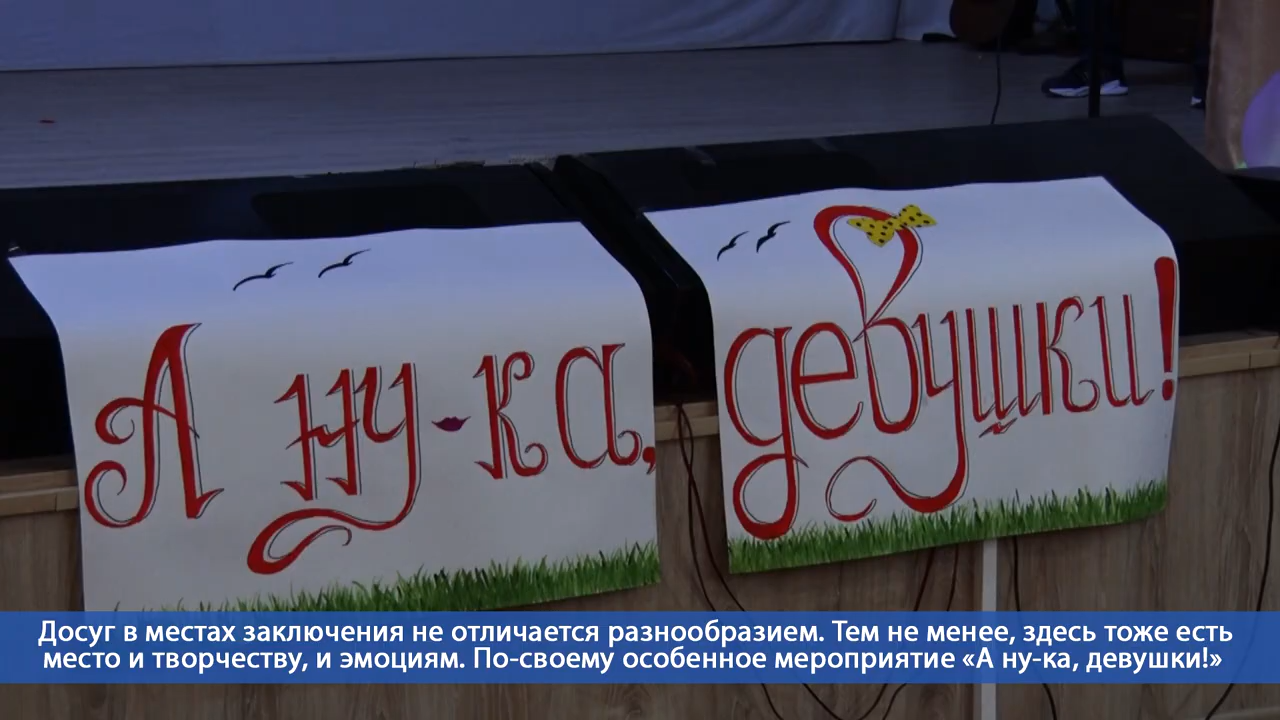 А ну-ка,
девушки!
Досуг в местах заключения не отличается разнообразием. Тем не менее, здесь тоже есть
место и творчеству, и эмоциям. По-своему особенное мероприятие «А ну-ка, девушки!»